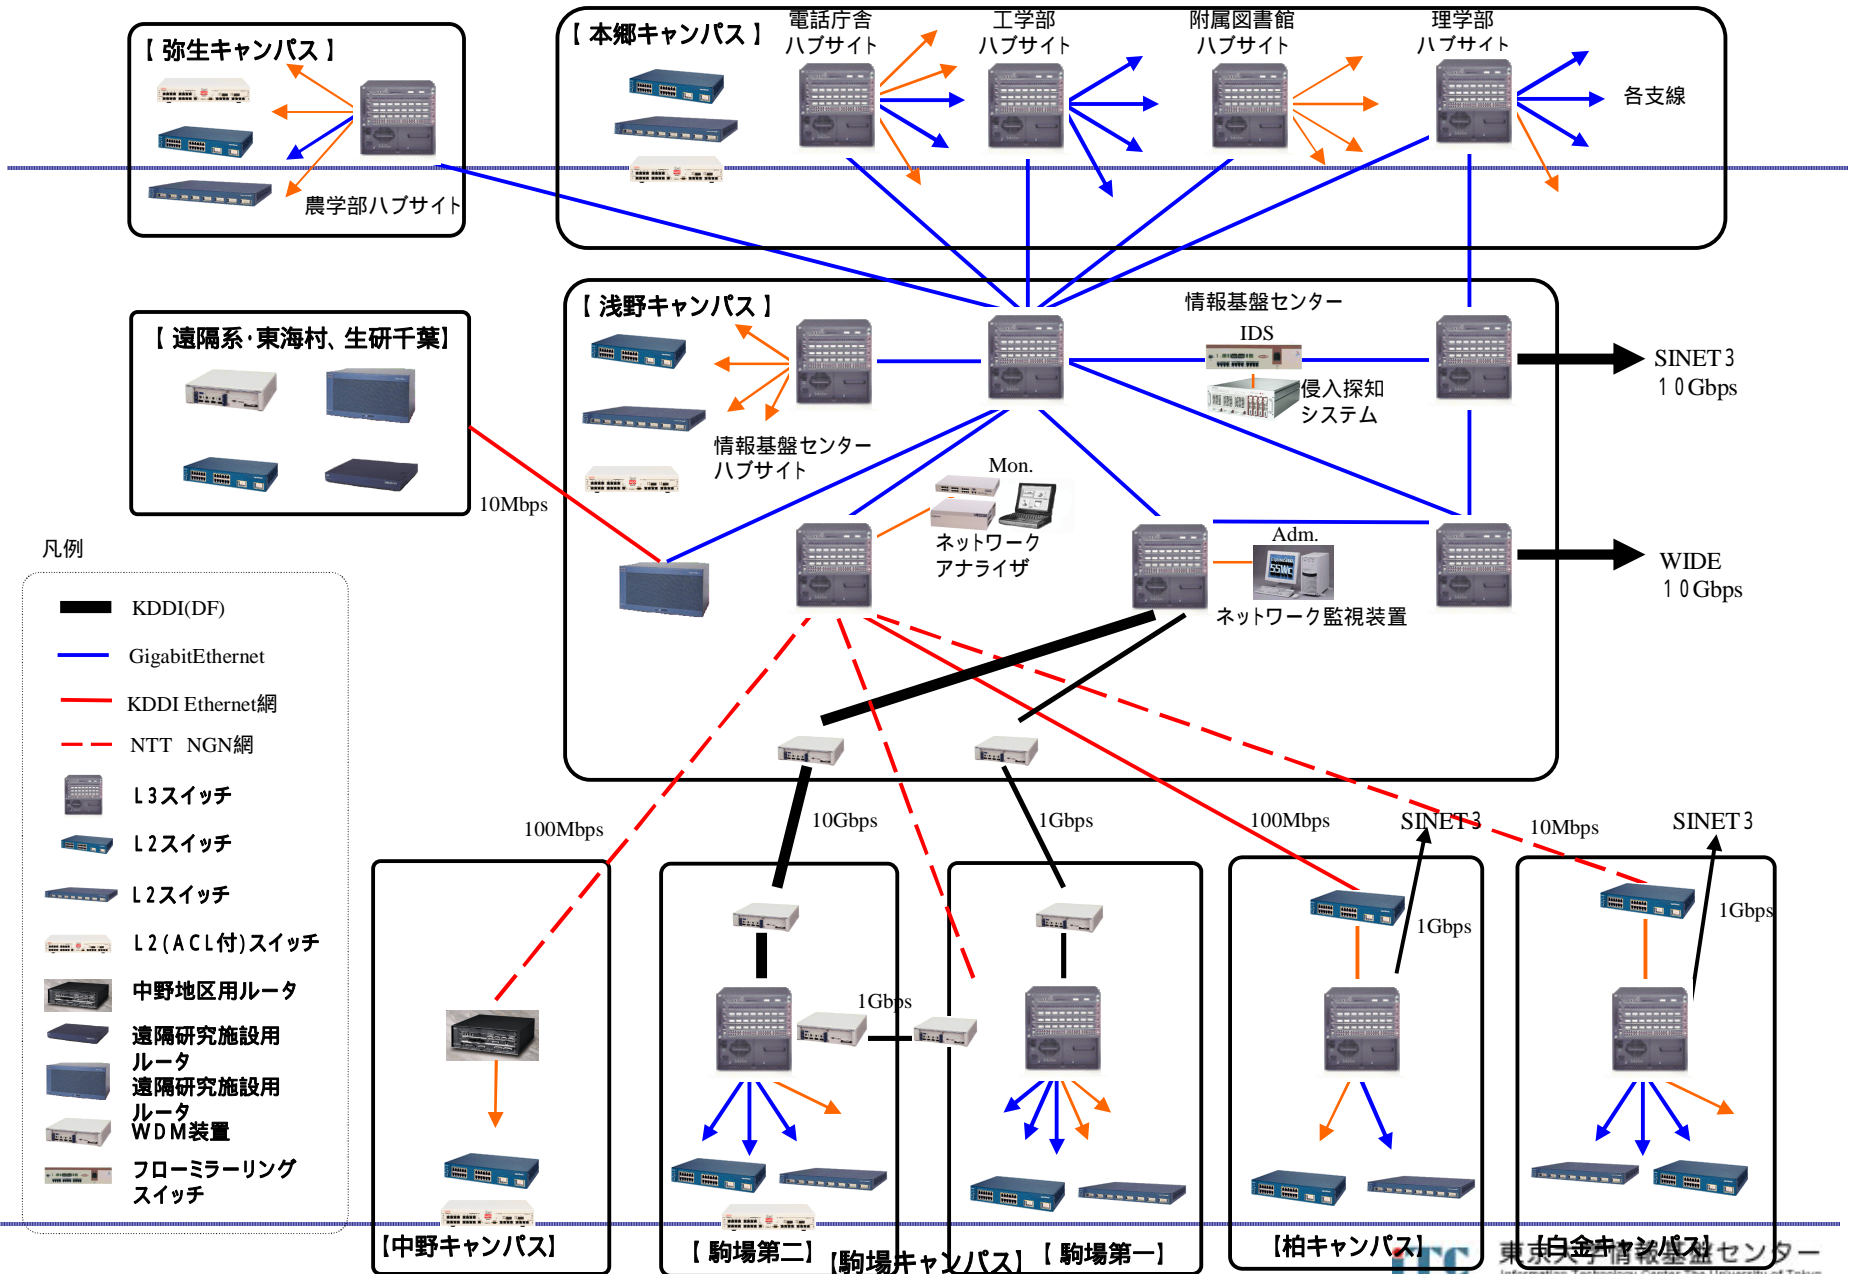 【 弥生キャンパス 】
農学部ハブサイト
【 本郷キャンパス 】
電話庁舎
ハブサイト
工学部
ハブサイト
附属図書館
ハブサイト
理学部
ハブサイト
各支線
【 遠隔系・東海村、生研千葉】
10Mbps
【 浅野キャンパス 】
情報基盤センター
ハブサイト
情報基盤センター
IDS
侵入探知
システム
SINET3
10Gbps
Mon.
ネットワーク
アナライザ
Adm.
ネットワーク監視装置
WIDE
10Gbps
凡例
KDDI(DF)
GigabitEthernet
KDDI Ethernet網
NTT NGN網
L3スイッチ
L2スイッチ
L2スイッチ
L2(ACL付)スイッチ
中野地区用ルータ
遠隔研究施設用
ルータ
遠隔研究施設用
ルータ
WDM装置
フローミラーリング
スイッチ
100Mbps
10Gbps
1Gbps
100Mbps
SINET3
10Mbps
SINET3
1Gbps
1Gbps
1Gbps
【中野キャンパス】
【 駒場第二】
【駒場キャンパス】
【 駒場第一】
【柏キャンパス】
【白金キャンパス】
東京大学情報基盤センター
Information Technology Center, The University of Tokyo